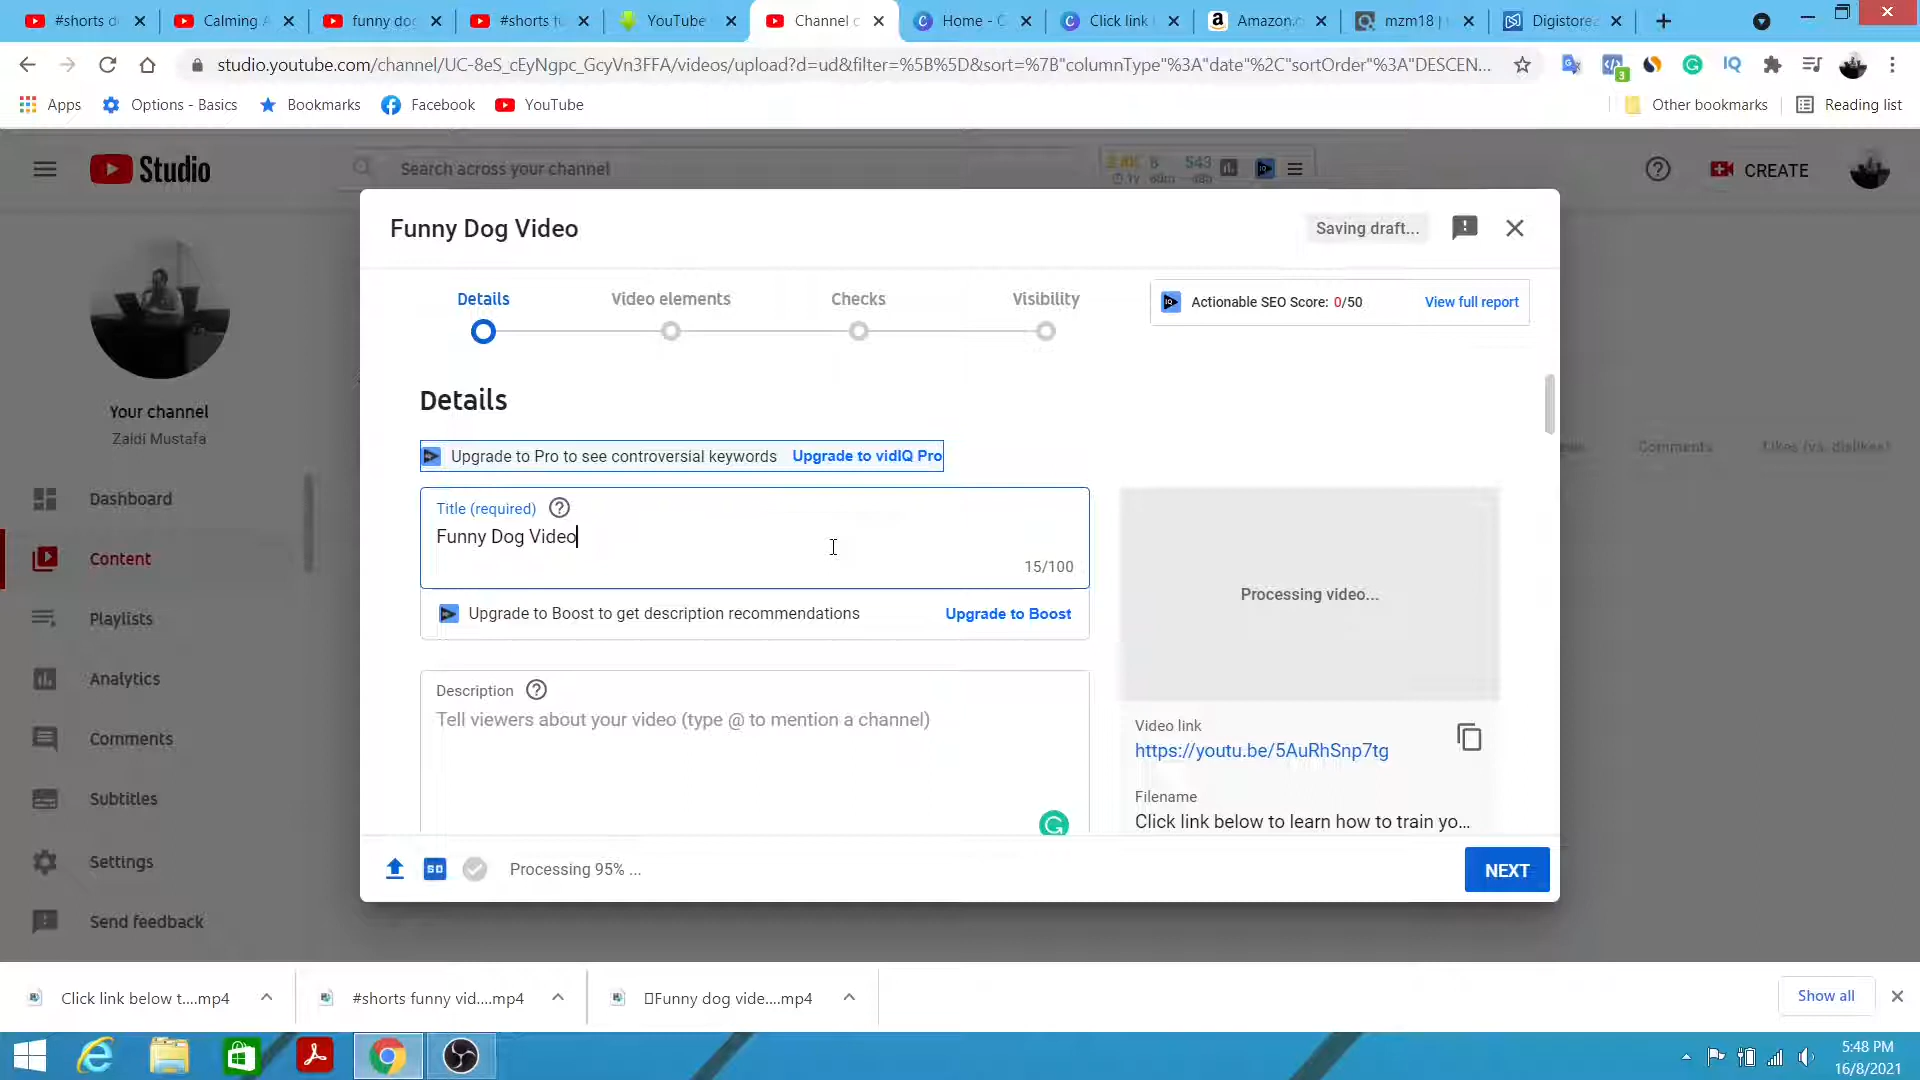 #shorts d
Calming A
funny dog
#shorts fu
YouTube
Channel c
Home - C
Click link
Amazon.c
mzm18 |
Digistore
studio.youtube.com/channel/UC-8eS_cEyNgpc_GcyVn3FFA/videos/upload?d=ud&filter=%5B%5D&sort=%7B"columnType"%3A"date"%2C"sortOrder"%3A"DESCEN...
Apps
Options - Basics
Bookmarks
Facebook
YouTube
Other bookmarks
Reading list
Studio
Search across your channel
CREATE
Funny Dog Video
Saving draft...
Details
Video elements
Checks
Visibility
Actionable SEO Score: 0/50
View full report
Details
Upgrade to Pro to see controversial keywords
Upgrade to vidIQ Pro
Title (required)
Funny Dog Video
15/100
Upgrade to Boost to get description recommendations
Upgrade to Boost
Description
Tell viewers about your video (type @ to mention a channel)
Processing video...
Video link
https://youtu.be/5AuRhSnp7tg
Filename
Click link below to learn how to train yo...
Processing 95% ...
NEXT
Your channel
Zaidi Mustafa
Dashboard
Content
Playlists
Analytics
Comments
Subtitles
Settings
Send feedback
Comments
Likes (vs. dislikes)
Click link below t....mp4
#shorts funny vid....mp4
Funny dog vide....mp4
Show all
5:48 PM
16/8/2021